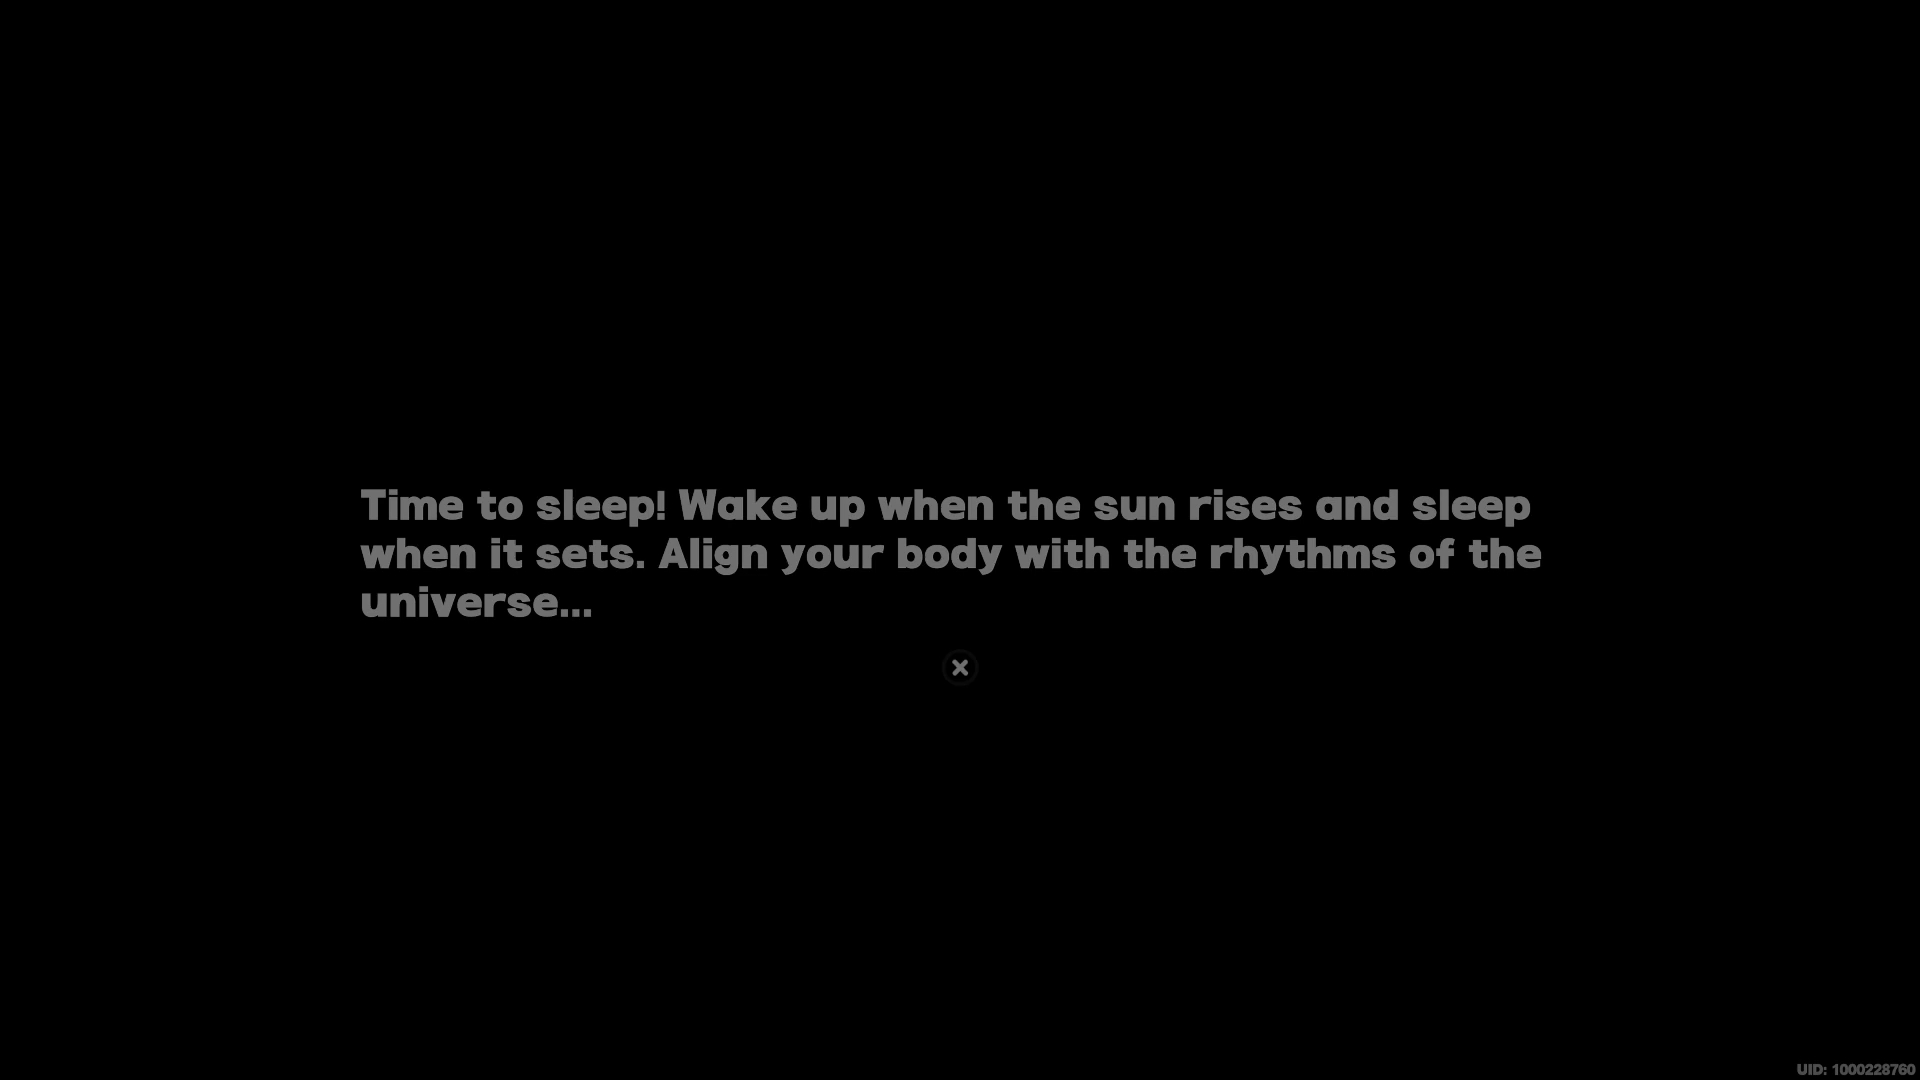 Time to sleep! Wake up when the sun rises and sleep
when it sets. Align your body with the rhythms of the
universe...
UID: 1000228760